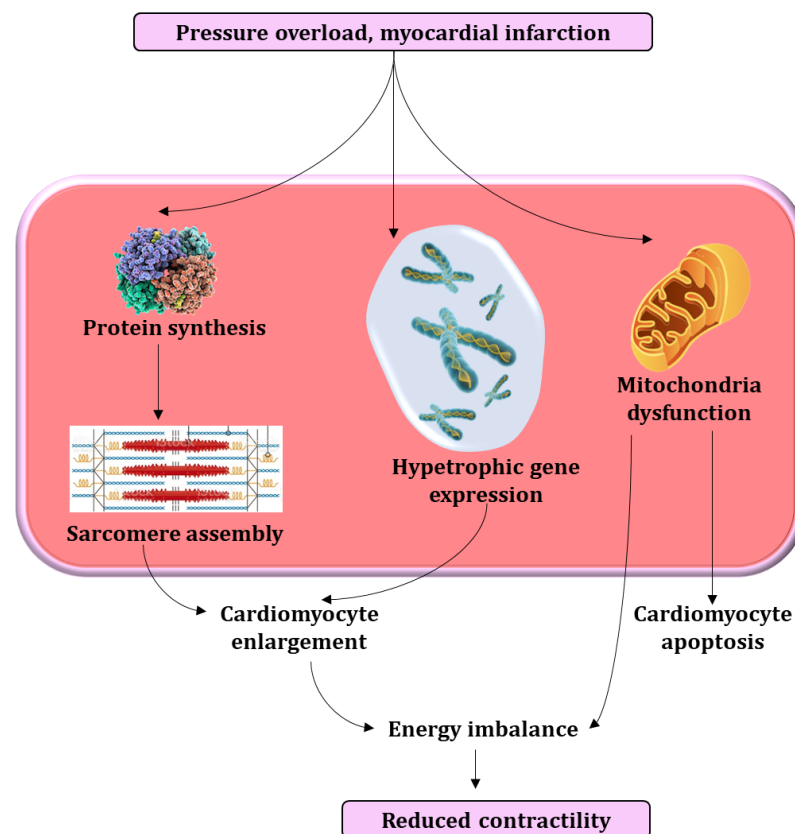 Pressure overload, myocardial infarction
Protein synthesis
Mitochondria
dysfunction
Hypetrophic gene
expression
Sarcomere assembly
Cardiomyocyte
enlargement
Cardiomyocyte
apoptosis
Energy imbalance
Reduced contractility